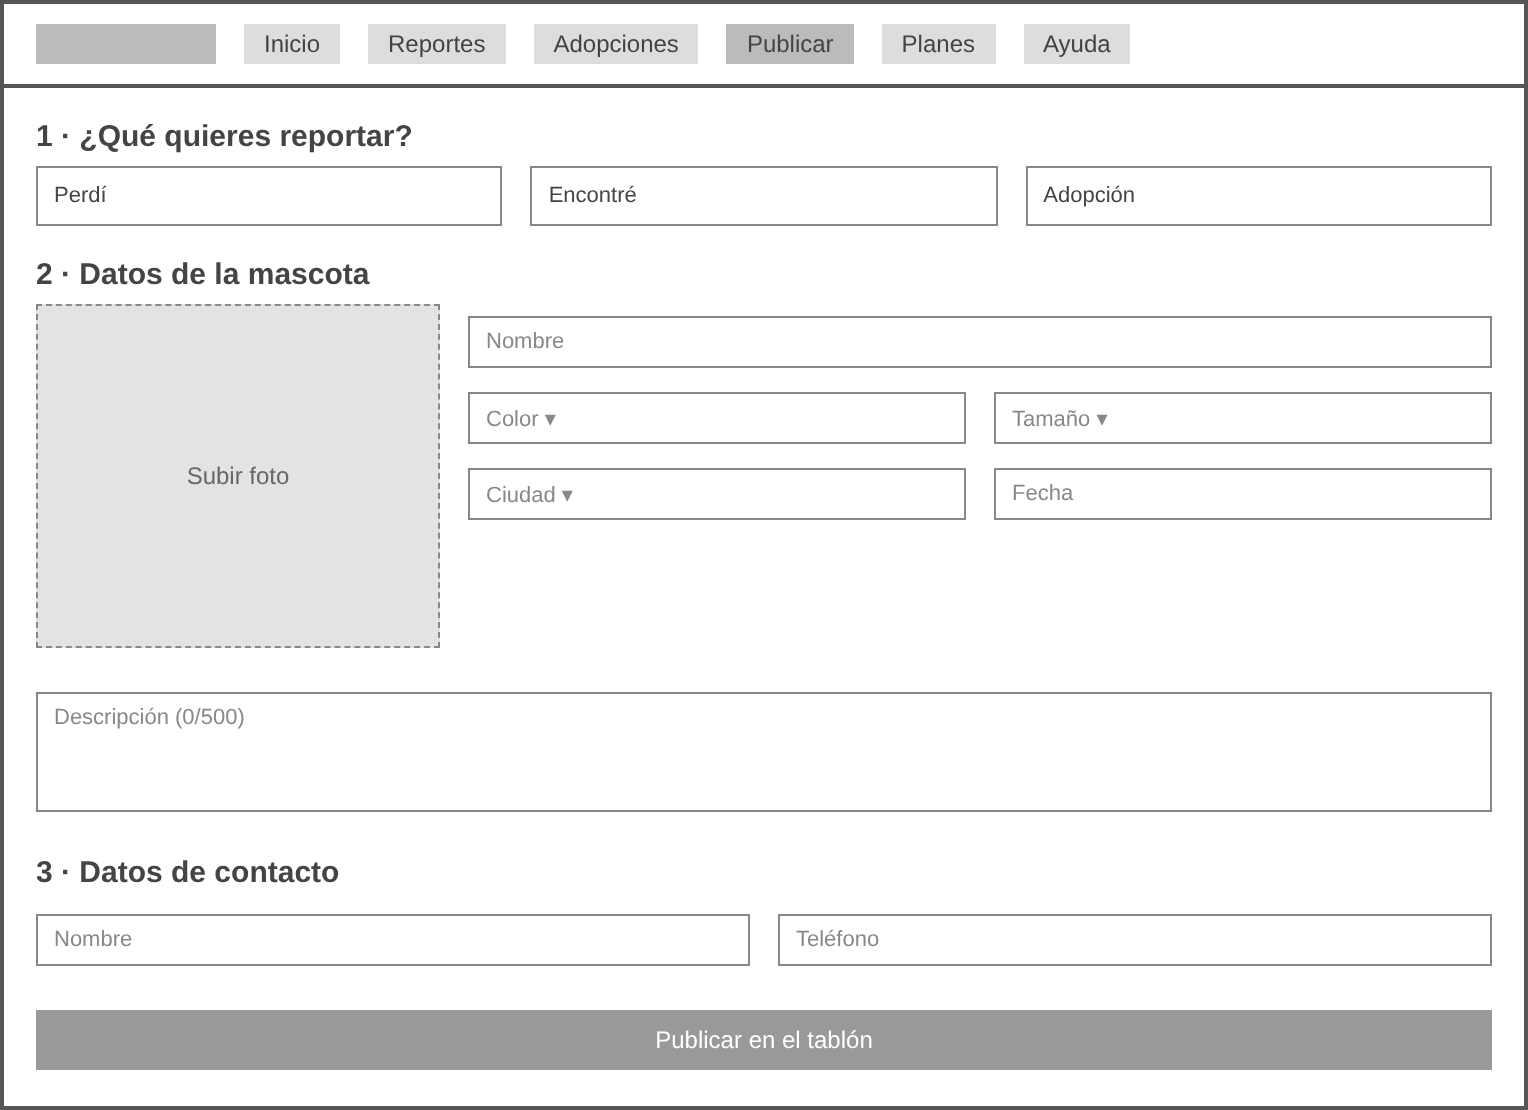 Inicio Reportes Adopciones Publicar Planes Ayuda
1 · ¿Qué quieres reportar?
Perdí Encontré Adopción
2 · Datos de la mascota
Subir foto
Nombre
Color ▾ Tamaño ▾
Ciudad ▾ Fecha
Descripción (0/500)
3 · Datos de contacto
Nombre Teléfono
Publicar en el tablón